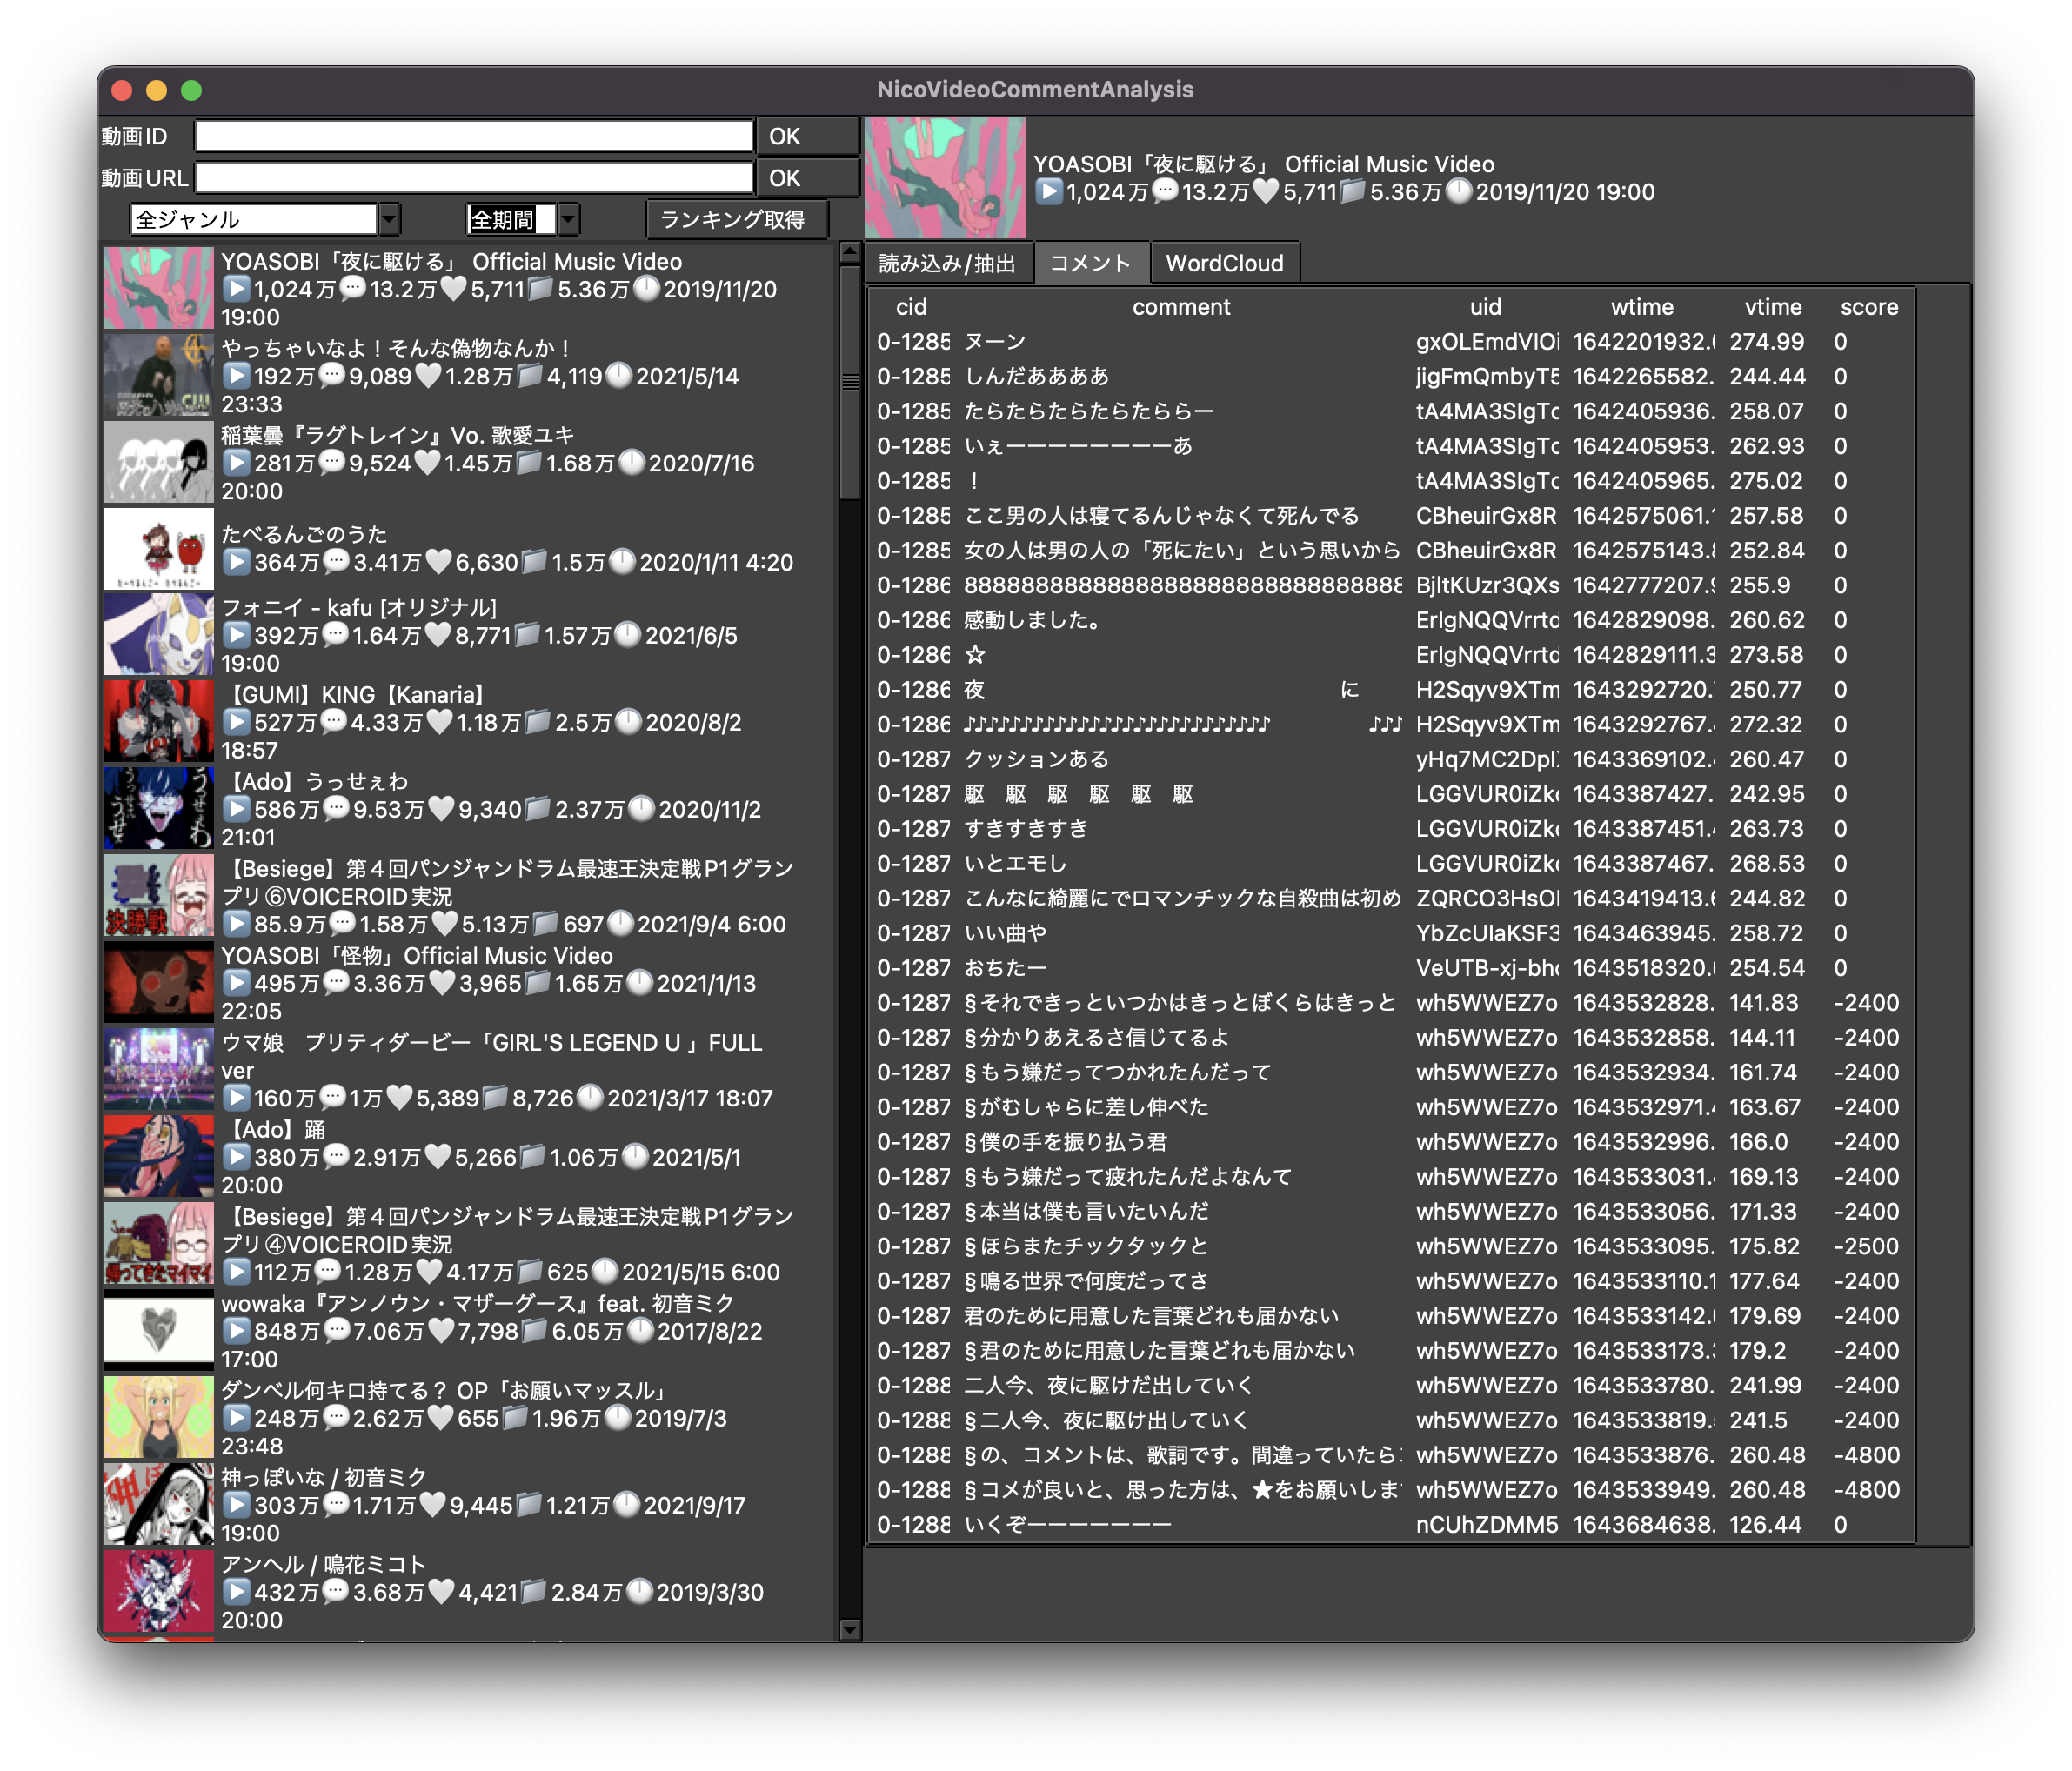 NicoVideoCommentAnalysis
動画ID
OK
動画URL
OK
全ジャンル
全期間
ランキング取得
YOASOBI「夜に駆ける」 Official Music Video
1,024万 13.2万 5,711 5.36万 2019/11/20
19:00
やっちゃいなよ！そんな偽物なんか！
192万 9,089 1.28万 4,119 2021/5/14
23:33
稲葉曇『ラグトレイン』Vo. 歌愛ユキ
281万 9,524 1.45万 1.68万 2020/7/16
20:00
たべるんごのうた
364万 3.41万 6,630 1.5万 2020/1/11 4:20
フォニイ - kafu [オリジナル]
392万 1.64万 8,771 1.57万 2021/6/5
19:00
【GUMI】KING【Kanaria】
527万 4.33万 1.18万 2.5万 2020/8/2
18:57
【Ado】うっせぇわ
586万 9.53万 9,340 2.37万 2020/11/2
21:01
【Besiege】第４回パンジャンドラム最速王決定戦P1グラン
プリ⑥VOICEROID実況
85.9万 1.58万 5.13万 697 2021/9/4 6:00
決勝戦
YOASOBI「怪物」Official Music Video
495万 3.36万 3,965 1.65万 2021/1/13
22:05
ウマ娘　プリティダービー「GIRL'S LEGEND U 」FULL
ver
160万 1万 5,389 8,726 2021/3/17 18:07
【Ado】踊
380万 2.91万 5,266 1.06万 2021/5/1
20:00
【Besiege】第４回パンジャンドラム最速王決定戦P1グラン
プリ④VOICEROID実況
112万 1.28万 4.17万 625 2021/5/15 6:00
帰ってきたマイマイ
wowaka『アンノウン・マザーグース』feat. 初音ミク
848万 7.06万 7,798 6.05万 2017/8/22
17:00
ダンベル何キロ持てる？ OP「お願いマッスル」
248万 2.62万 655 1.96万 2019/7/3
23:48
神っぽいな / 初音ミク
303万 1.71万 9,445 1.21万 2021/9/17
19:00
アンヘル / 鳴花ミコト
432万 3.68万 4,421 2.84万 2019/3/30
20:00
YOASOBI「夜に駆ける」 Official Music Video
1,024万 13.2万 5,711 5.36万 2019/11/20 19:00
読み込み/抽出 コメント WordCloud
cid comment uid wtime vtime score
0-1285 ヌーン gxOLEmdVIOi 1642201932. 274.99 0
0-1285 しんだああああ jigFmQmbyT5 1642265582. 244.44 0
0-1285 たらたらたらたらたららー tA4MA3SIgT 1642405936. 258.07 0
0-1285 いぇーーーーーーーーあ tA4MA3SIgT 1642405953. 262.93 0
0-1285 ！ tA4MA3SIgT 1642405965. 275.02 0
0-1285 ここ男の人は寝てるんじゃなくて死んでる CBheuirGx8R 1642575061. 257.58 0
0-1285 女の人は男の人の「死にたい」という思いから CBheuirGx8R 1642575143. 252.84 0
0-1286 8888888888888888888888888888888888 BjltKUzr3QXs 1642777207. 255.9 0
0-1286 感動しました。 ErIgNQQVrrtd 1642829098. 260.62 0
0-1286 ☆ ErIgNQQVrrtd 1642829111. 273.58 0
0-1286 夜　　　　　に H2Sqyv9XTm 1643292720. 250.77 0
0-1286 ♪♪♪♪♪♪♪♪♪♪♪♪♪♪♪♪♪♪♪♪♪♪♪♪♪♪　　♪♪♪ H2Sqyv9XTm 1643292767. 272.32 0
0-1287 クッションある yHq7MC2Dpl 1643369102. 260.47 0
0-1287 駆　駆　駆　駆　駆　駆 LGGVUR0iZk 1643387427. 242.95 0
0-1287 すきすきすき LGGVUR0iZk 1643387451. 263.73 0
0-1287 いとエモし LGGVUR0iZk 1643387467. 268.53 0
0-1287 こんなに綺麗にでロマンチックな自殺曲は初め ZQRCO3HsO 1643419413. 244.82 0
0-1287 いい曲や YbZcUlaKSF3 1643463945. 258.72 0
0-1287 おちたー VeUTB-xj-bh 1643518320. 254.54 0
0-1287 §それできっといつかはきっとぼくらはきっと wh5WWEZ7o 1643532828. 141.83 -2400
0-1287 §分かりあえるさ信じてるよ wh5WWEZ7o 1643532858. 144.11 -2400
0-1287 §もう嫌だってつかれたんだって wh5WWEZ7o 1643532934. 161.74 -2400
0-1287 §がむしゃらに差し伸べた wh5WWEZ7o 1643532971. 163.67 -2400
0-1287 §僕の手を振り払う君 wh5WWEZ7o 1643532996. 166.0 -2400
0-1287 §もう嫌だって疲れたんだよなんて wh5WWEZ7o 1643533031. 169.13 -2400
0-1287 §本当は僕も言いたいんだ wh5WWEZ7o 1643533056. 171.33 -2400
0-1287 §ほらまたチックタックと wh5WWEZ7o 1643533095. 175.82 -2500
0-1287 §鳴る世界で何度だってさ wh5WWEZ7o 1643533110. 177.64 -2400
0-1287 君のために用意した言葉どれも届かない wh5WWEZ7o 1643533142. 179.69 -2400
0-1287 §君のために用意した言葉どれも届かない wh5WWEZ7o 1643533173. 179.2 -2400
0-1288 二人今、夜に駆けだ出していく wh5WWEZ7o 1643533780. 241.99 -2400
0-1288 §二人今、夜に駆け出していく wh5WWEZ7o 1643533819. 241.5 -2400
0-1288 §の、コメントは、歌詞です。間違っていたら wh5WWEZ7o 1643533876. 260.48 -4800
0-1288 §コメが良いと、思った方は、★をお願いしま wh5WWEZ7o 1643533949. 260.48 -4800
0-1288 いくぞーーーーーーー nCUhZDMM5 1643684638. 126.44 0